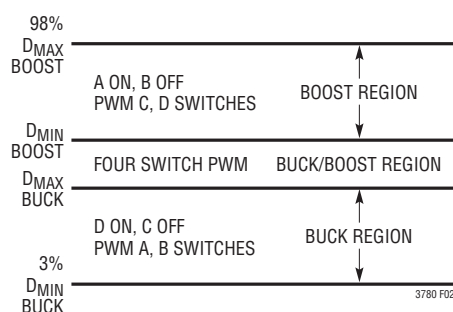 98%
DMAX
BOOST
A ON, B OFF
PWM C, D SWITCHES
BOOST REGION
DMIN
BOOST
FOUR SWITCH PWM
BUCK/BOOST REGION
DMAX
BUCK
D ON, C OFF
PWM A, B SWITCHES
BUCK REGION
3%
DMIN
BUCK
3780 F02